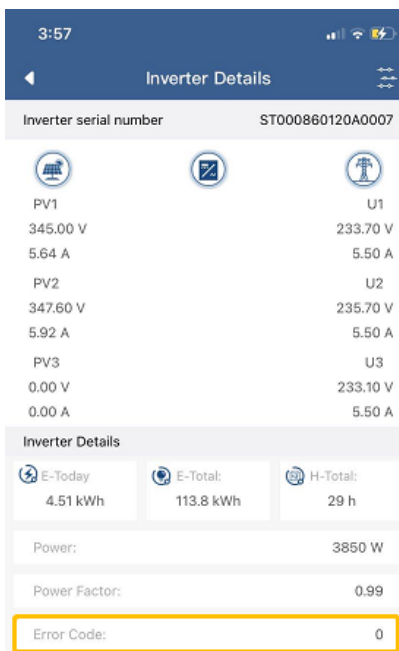 3:57
Inverter Details
Inverter serial number ST000860120A0007
PV1 U1
345.00 V 233.70 V
5.64 A 5.50 A
PV2 U2
347.60 V 235.70 V
5.92 A 5.50 A
PV3 U3
0.00 V 233.10 V
0.00 A 5.50 A
Inverter Details
E-Today E-Total: H-Total:
4.51 kWh 113.8 kWh 29 h
Power: 3850 W
Power Factor: 0.99
Error Code: 0